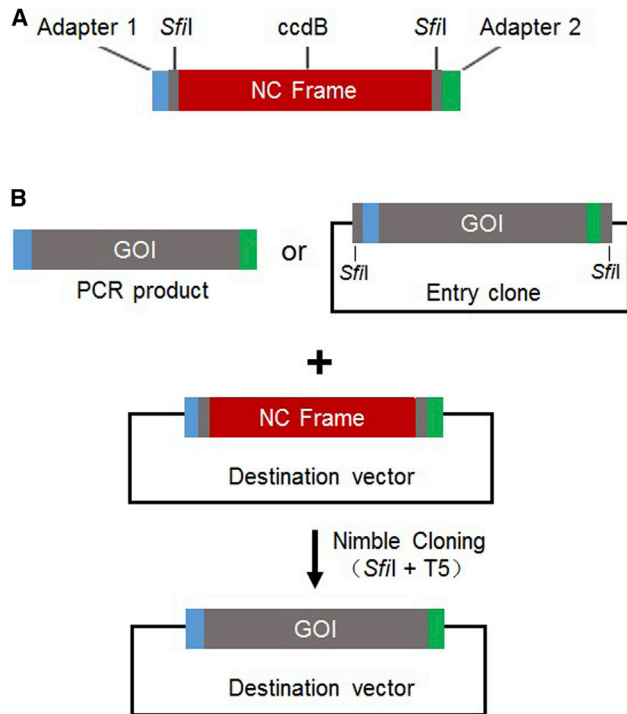 A
Adapter 1 SfiI ccdB SfiI Adapter 2
NC Frame
B
GOI
PCR product
or
GOI
SfiI SfiI
Entry clone
+
NC Frame
Destination vector
Nimble Cloning
（SfiI + T5）
GOI
Destination vector